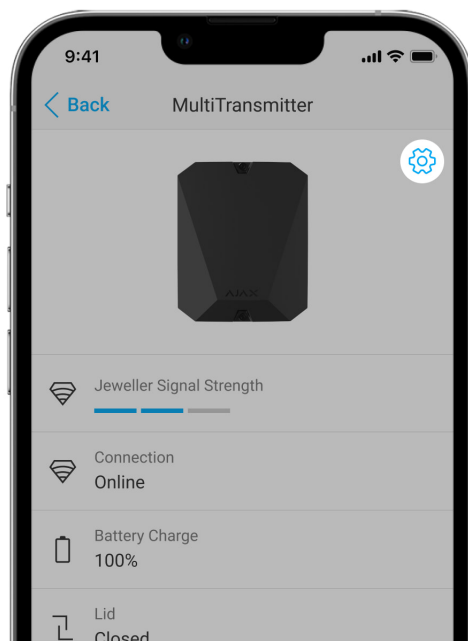 9:41
Back
MultiTransmitter
AJAX
Jeweller Signal Strength
Connection
Online
Battery Charge
100%
Lid
Closed